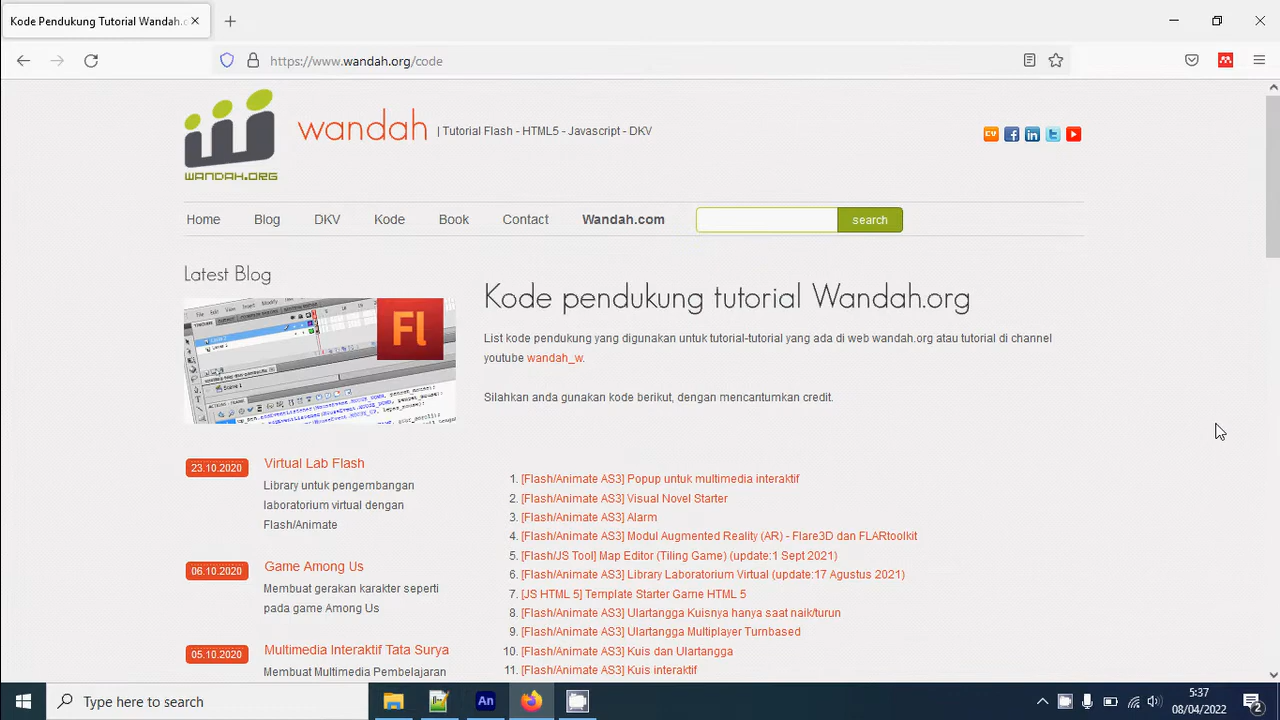 Kode Pendukung Tutorial Wandah.o
https://www.wandah.org/code
WANDAH.ORG
wandah | Tutorial Flash - HTML5 - Javascript - DKV
Home Blog DKV Kode Book Contact Wandah.com search
Latest Blog
Fl
23.10.2020 Virtual Lab Flash
Library untuk pengembangan
laboratorium virtual dengan
Flash/Animate
06.10.2020 Game Among Us
Membuat gerakan karakter seperti
pada game Among Us
05.10.2020 Multimedia Interaktif Tata Surya
Membuat Multimedia Pembelajaran
Kode pendukung tutorial Wandah.org
List kode pendukung yang digunakan untuk tutorial-tutorial yang ada di web wandah.org atau tutorial di channel
youtube wandah_w.
Silahkan anda gunakan kode berikut, dengan mencantumkan credit.
1. [Flash/Animate AS3] Popup untuk multimedia interaktif
2. [Flash/Animate AS3] Visual Novel Starter
3. [Flash/Animate AS3] Alarm
4. [Flash/Animate AS3] Modul Augmented Reality (AR) - Flare3D dan FLARtoolkit
5. [Flash/JS Tool] Map Editor (Tiling Game) (update:1 Sept 2021)
6. [Flash/Animate AS3] Library Laboratorium Virtual (update:17 Agustus 2021)
7. [JS HTML 5] Template Starter Game HTML 5
8. [Flash/Animate AS3] Ulartangga Kuisnya hanya saat naik/turun
9. [Flash/Animate AS3] Ulartangga Multiplayer Turnbased
10. [Flash/Animate AS3] Kuis dan Ulartangga
11. [Flash/Animate AS3] Kuis interaktif
Type here to search
An
5:37
08/04/2022
2